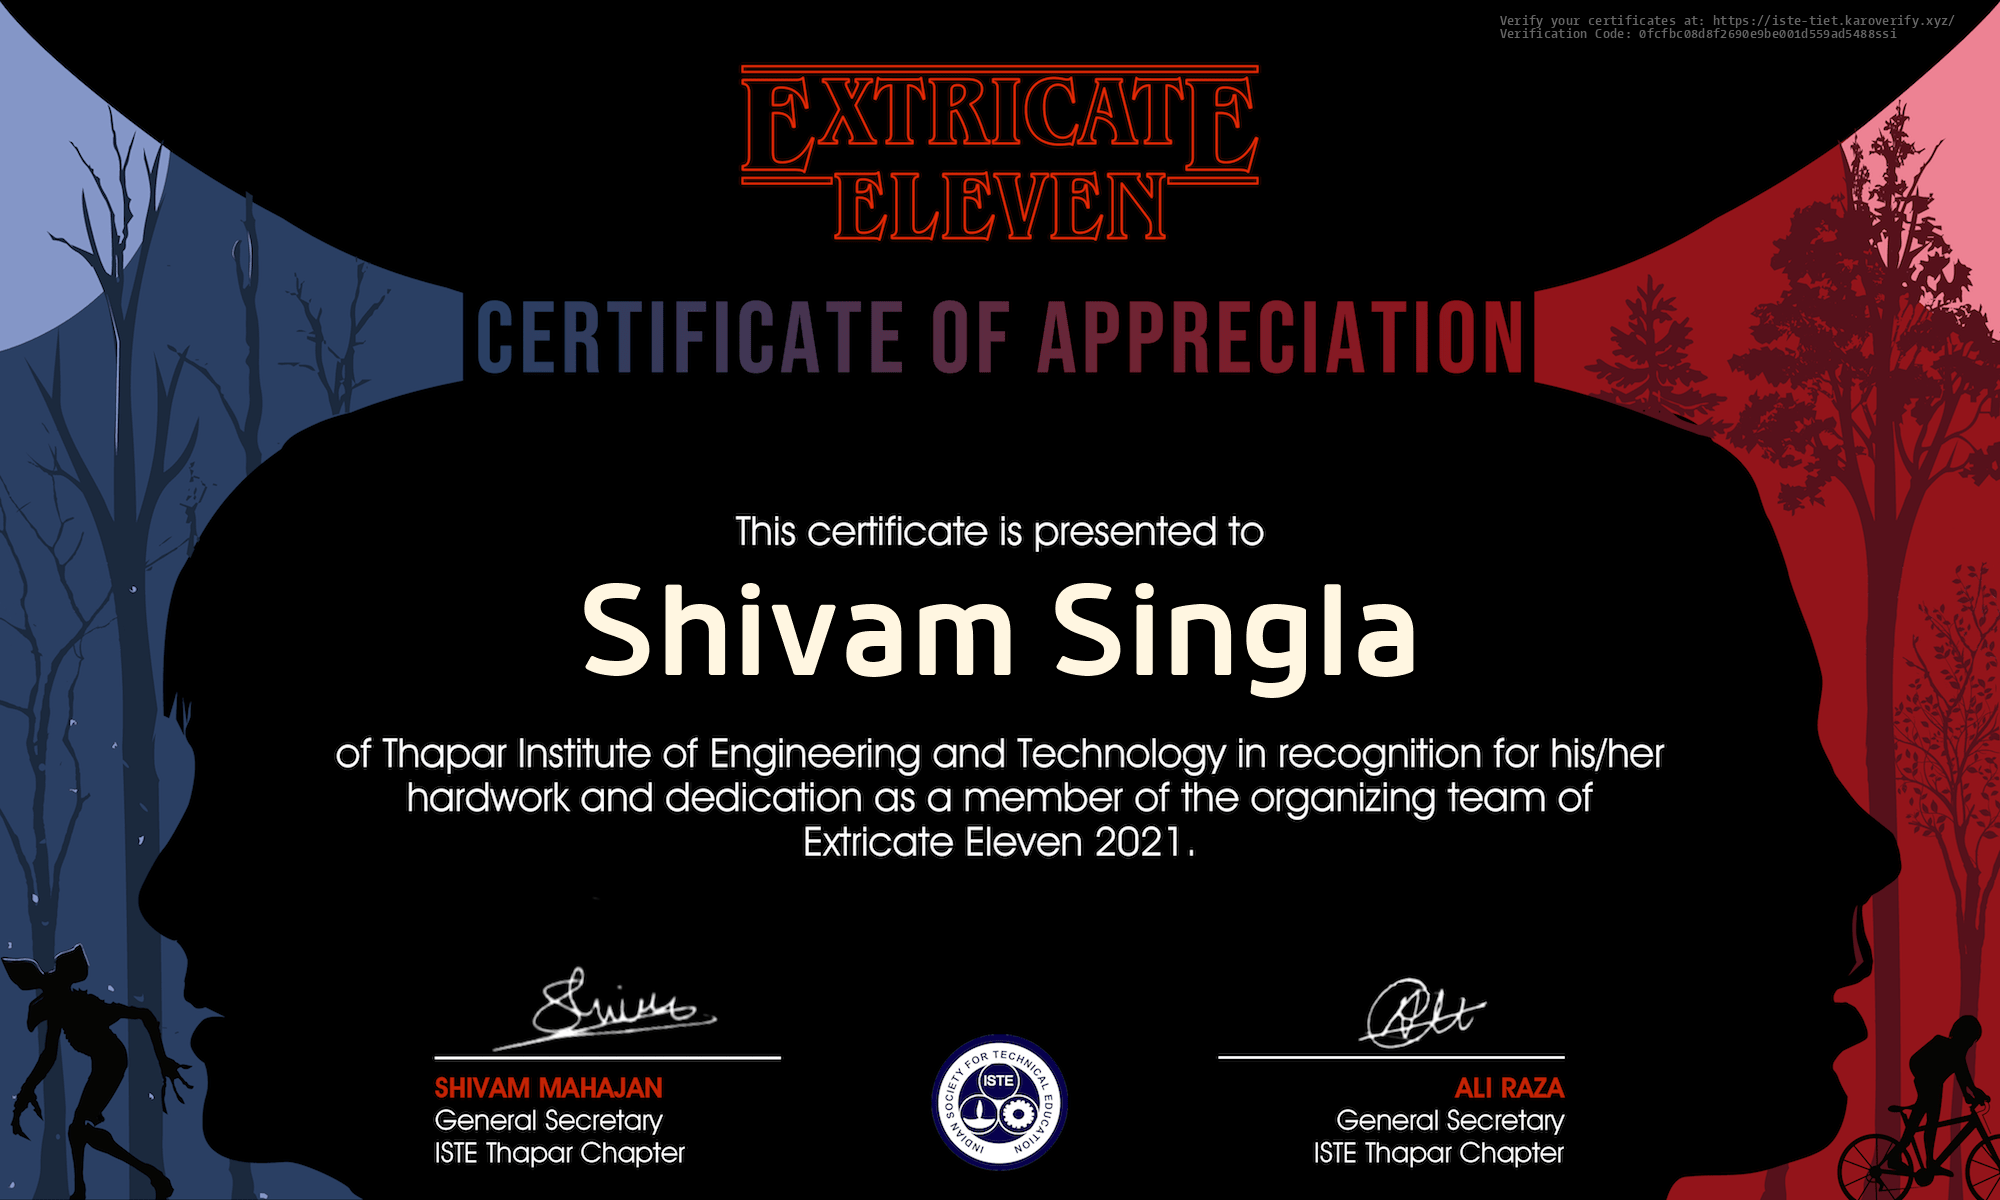 Verify your certificates at: https://iste-tiet.karoverify.xyz/
Verification Code: 0fcfbc08d8f2690e9be001d559ad5488ssi
EXTRICATE
ELEVEN
CERTIFICATE OF APPRECIATION
This certificate is presented to
Shivam Singla
of Thapar Institute of Engineering and Technology in recognition for his/her
hardwork and dedication as a member of the organizing team of
Extricate Eleven 2021.
SHIVAM MAHAJAN
General Secretary
ISTE Thapar Chapter
INDIAN SOCIETY FOR TECHNICAL EDUCATION
ISTE
ALI RAZA
General Secretary
ISTE Thapar Chapter